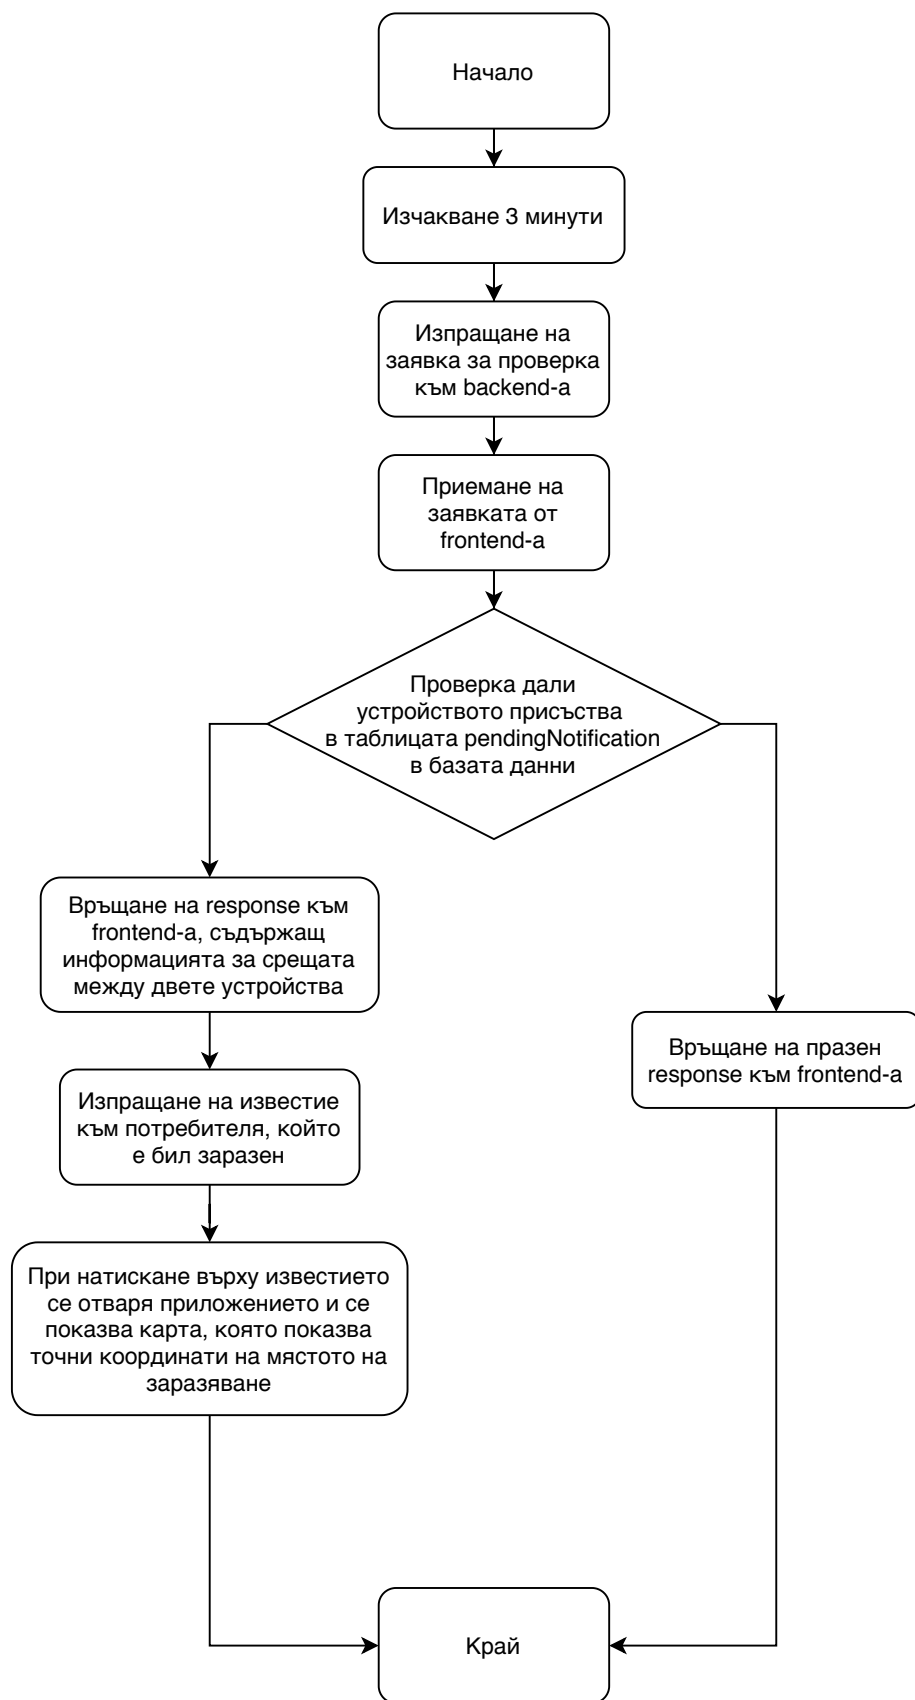 Начало
Изчакване 3 минути
Изпращане на
заявка за проверка
към backend-а
Приемане на
заявката от
frontend-а
Проверка дали
устройството присъства
в таблицата pendingNotification
в базата данни
Връщане на response към
frontend-а, съдържащ
информацията за срещата
между двете устройства
Връщане на празен
response към frontend-а
Изпращане на известие
към потребителя, който
е бил заразен
При натискане върху известието
се отваря приложението и се
показва карта, която показва
точни координати на мястото на
заразяване
Край